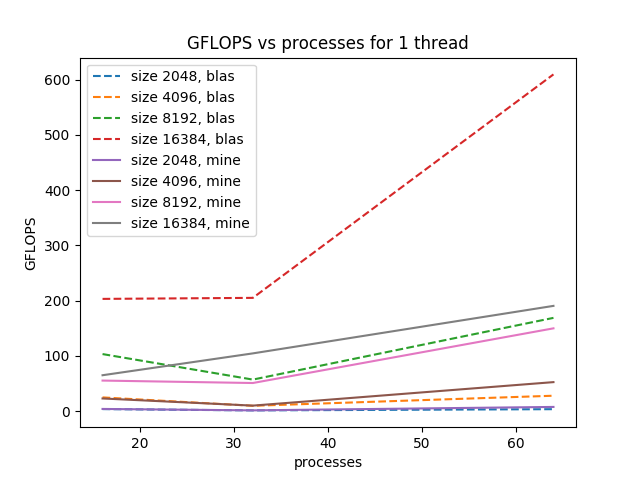 GFLOPS vs processes for 1 thread
size 2048, blas
size 4096, blas
size 8192, blas
size 16384, blas
size 2048, mine
size 4096, mine
size 8192, mine
size 16384, mine
600
500
400
300
200
100
0
GFLOPS
20
30
40
50
60
processes